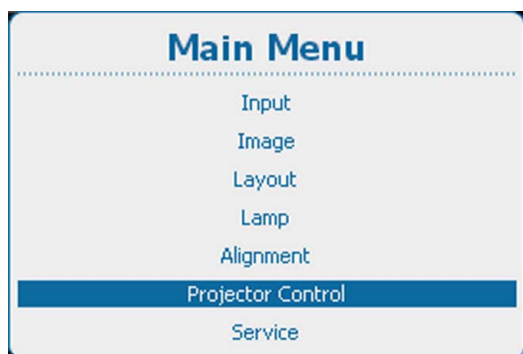 Main Menu
Input
Image
Layout
Lamp
Alignment
Projector Control
Service